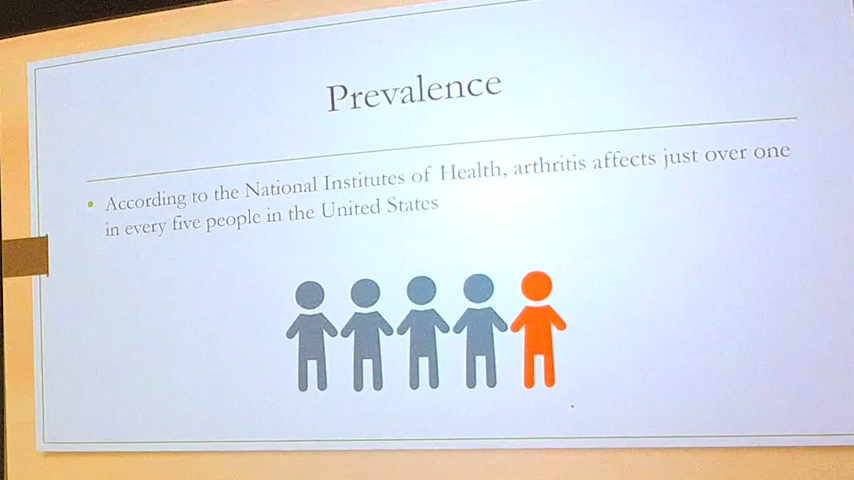 Prevalence
According to the National Institutes of Health, arthritis affects just over one
in every five people in the United States